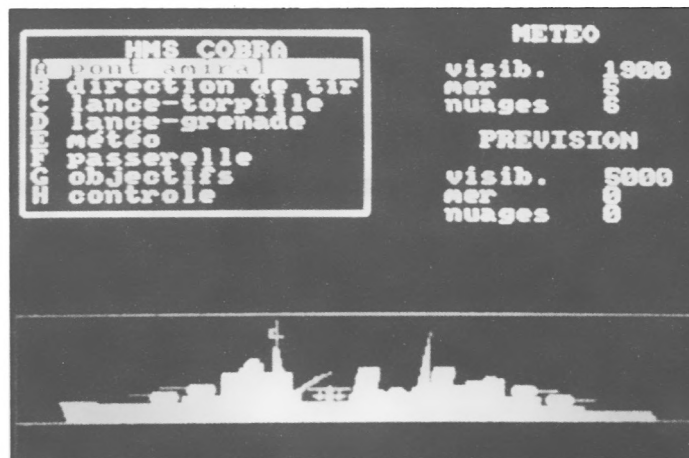 HMS COBRA
A pont amiral
B direction de tir
C lance-torpille
D lance-grenade
E météo
F passerelle
G objectifs
H controle
METEO
visib. 1900
mer 5
nuages 6
PREVISION
visib. 5000
mer 0
nuages 0